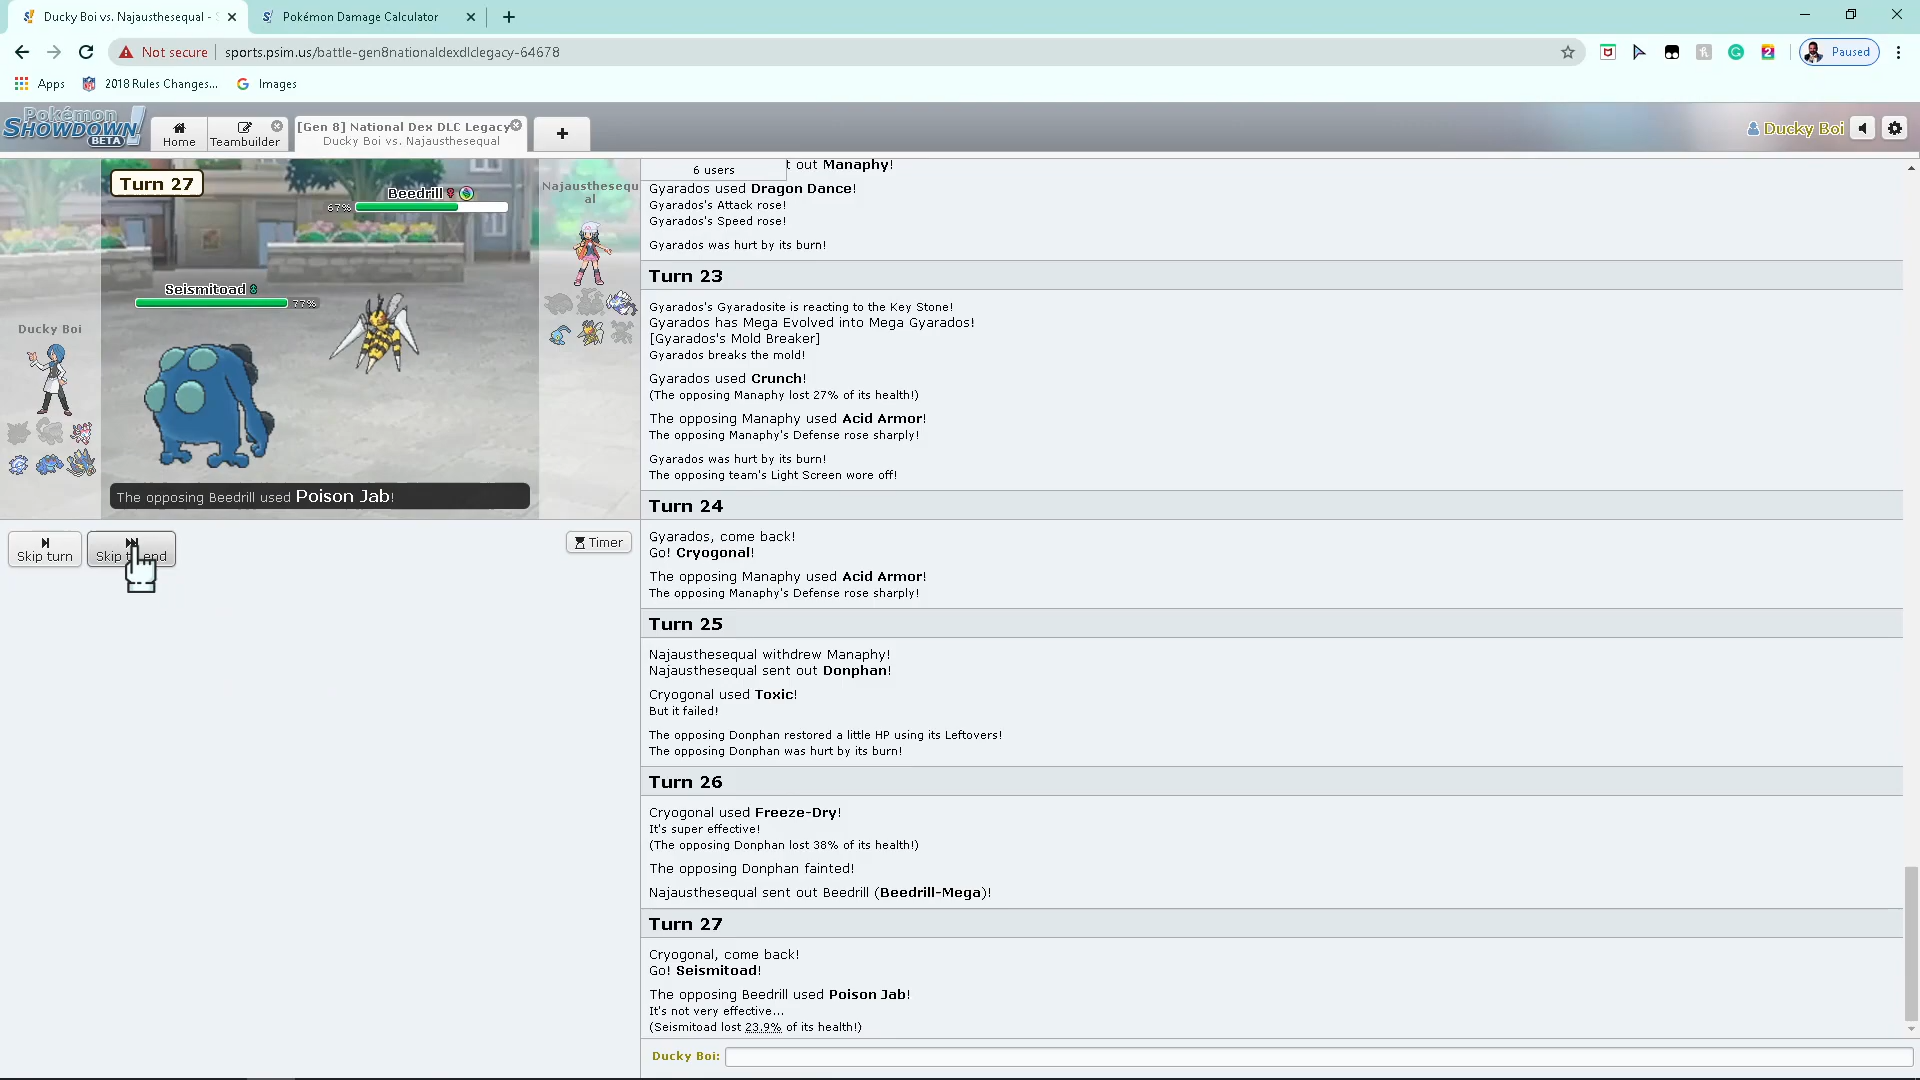 Ducky Boi vs. Najausthesequal -
Pokémon Damage Calculator
Not secure
sports.psim.us/battle-gen8nationaldexdlclegacy-64678
Paused
Apps
2018 Rules Changes...
Images
Pokémon
SHOWDOWN!
BETA
Home
Teambuilder
[Gen 8] National Dex DLC Legacy
Ducky Boi vs. Najausthesequal
Ducky Boi
Turn 27
Beedrill
67%
Seismitoad
77%
Najausthesequ
al
Ducky Boi
The opposing Beedrill used Poison Jab!
Skip turn
Skip end
Timer
6 users
t out Manaphy!
Gyarados used Dragon Dance!
Gyarados's Attack rose!
Gyarados's Speed rose!
Gyarados was hurt by its burn!
Turn 23
Gyarados's Gyaradosite is reacting to the Key Stone!
Gyarados has Mega Evolved into Mega Gyarados!
[Gyarados's Mold Breaker]
Gyarados breaks the mold!
Gyarados used Crunch!
(The opposing Manaphy lost 27% of its health!)
The opposing Manaphy used Acid Armor!
The opposing Manaphy's Defense rose sharply!
Gyarados was hurt by its burn!
The opposing team's Light Screen wore off!
Turn 24
Gyarados, come back!
Go! Cryogonal!
The opposing Manaphy used Acid Armor!
The opposing Manaphy's Defense rose sharply!
Turn 25
Najausthesequal withdrew Manaphy!
Najausthesequal sent out Donphan!
Cryogonal used Toxic!
But it failed!
The opposing Donphan restored a little HP using its Leftovers!
The opposing Donphan was hurt by its burn!
Turn 26
Cryogonal used Freeze-Dry!
It's super effective!
(The opposing Donphan lost 38% of its health!)
The opposing Donphan fainted!
Najausthesequal sent out Beedrill (Beedrill-Mega)!
Turn 27
Cryogonal, come back!
Go! Seismitoad!
The opposing Beedrill used Poison Jab!
It's not very effective...
(Seismitoad lost 23.9% of its health!)
Ducky Boi: